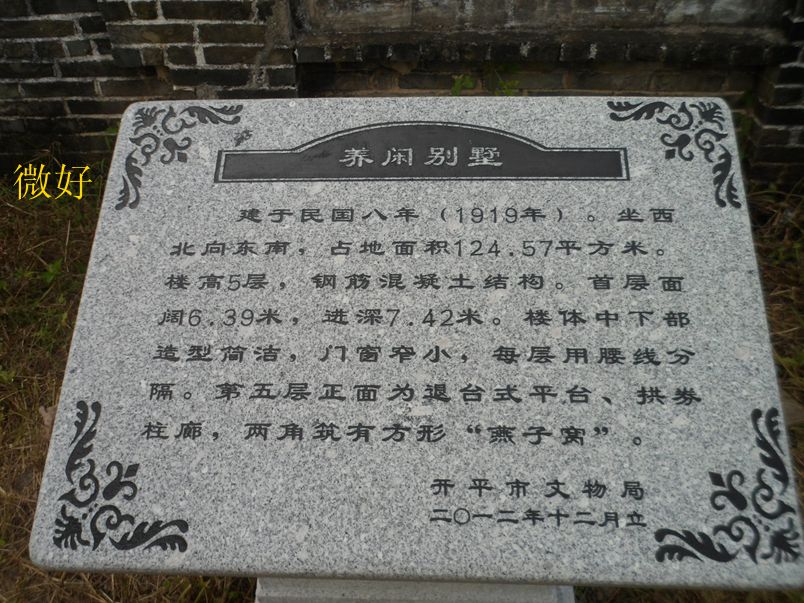 养闲别墅
微好
建于民国八年（1919年）。坐西
北向东南，占地面积124.57平方米。
楼高5层，钢筋混凝土结构。首层面
阔6.39米，进深7.42米。楼体中下部
造型简洁，门窗窄小，每层用腰线分
隔。第五层正面为退台式平台、拱券
柱廊，两角筑有方形“燕子窝”。
开平市文物局
二〇一二年十二月立